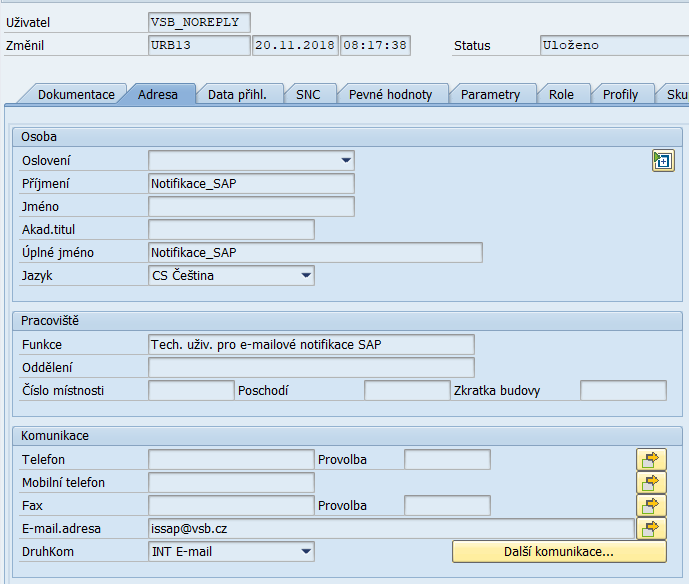 Uživatel VSB_NOREPLY
Změnil URB13 20.11.2018 08:17:38 Status Uloženo
Dokumentace Adresa Data přihl. SNC Pevné hodnoty Parametry Role Profily Sku
Osoba
Oslovení
Příjmení Notifikace_SAP
Jméno
Akad.titul
Úplné jméno Notifikace_SAP
Jazyk CS Čeština
Pracoviště
Funkce Tech. uživ. pro e-mailové notifikace SAP
Oddělení
Číslo místnosti Poschodí Zkratka budovy
Komunikace
Telefon Provolba
Mobilní telefon
Fax Provolba
E-mail.adresa issap@vsb.cz
DruhKom INT E-mail Další komunikace...